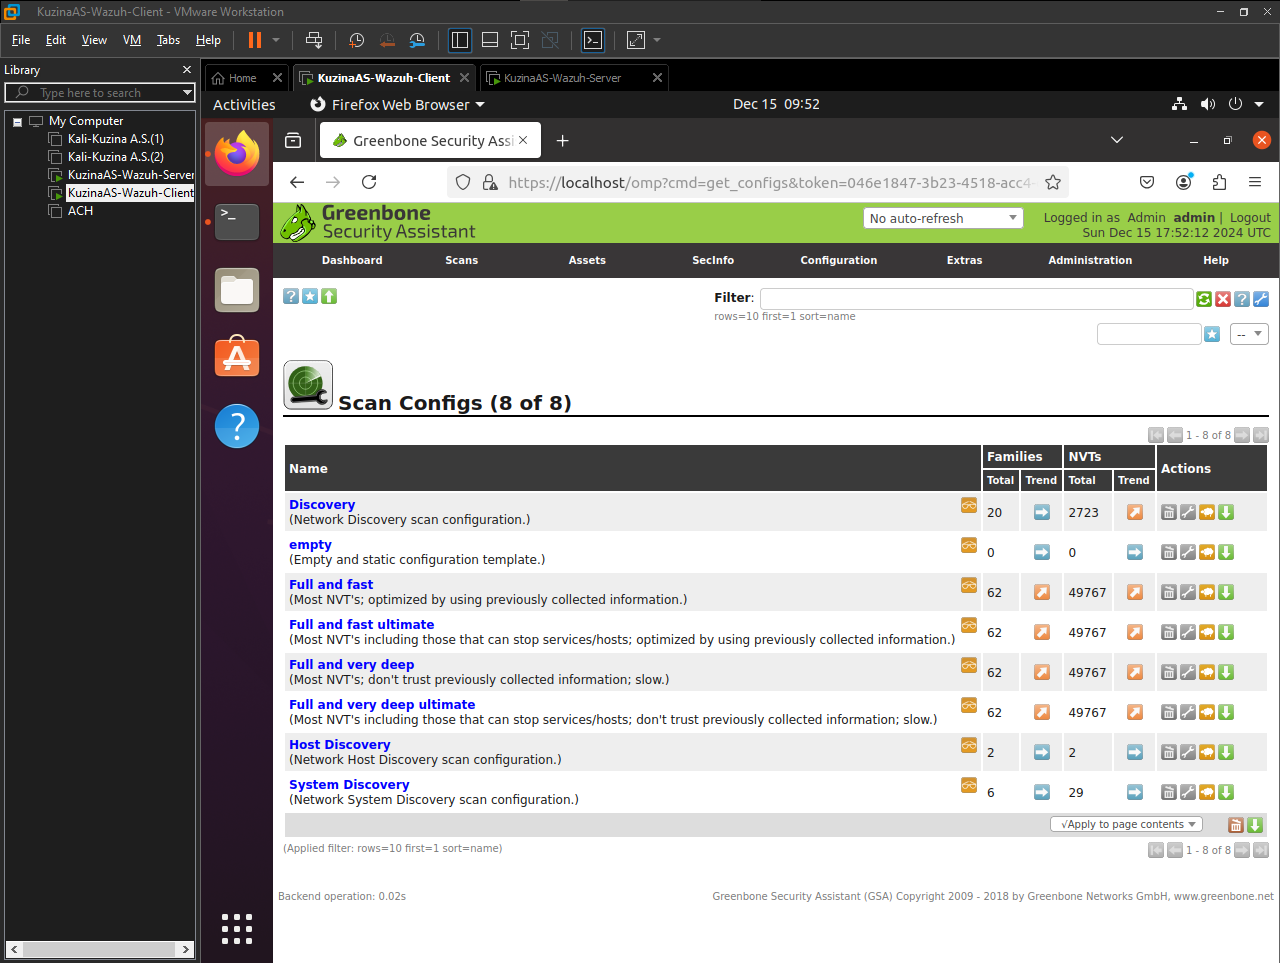 KuzinaAS-Wazuh-Client - VMware Workstation
File Edit View VM Tabs Help
Library
Type here to search
My Computer
Kali-Kuzina A.S.(1)
Kali-Kuzina A.S.(2)
KuzinaAS-Wazuh-Server
KuzinaAS-Wazuh-Client
ACH
Home
KuzinaAS-Wazuh-Client
KuzinaAS-Wazuh-Server
Activities
Firefox Web Browser
Dec 15 09:52
Greenbone Security Assi
https://localhost/omp?cmd=get_configs&token=046e1847-3b23-4518-acc4-
Greenbone
Security Assistant
No auto-refresh
Logged in as Admin admin | Logout
Sun Dec 15 17:52:12 2024 UTC
Dashboard Scans Assets SecInfo Configuration Extras Administration Help
Filter:
rows=10 first=1 sort=name
--
Scan Configs (8 of 8)
1 - 8 of 8
Name Families NVTs Actions
Total Trend Total Trend
Discovery
(Network Discovery scan configuration.)
20 2723
empty
(Empty and static configuration template.)
0 0
Full and fast
(Most NVT's; optimized by using previously collected information.)
62 49767
Full and fast ultimate
(Most NVT's including those that can stop services/hosts; optimized by using previously collected information.)
62 49767
Full and very deep
(Most NVT's; don't trust previously collected information; slow.)
62 49767
Full and very deep ultimate
(Most NVT's including those that can stop services/hosts; don't trust previously collected information; slow.)
62 49767
Host Discovery
(Network Host Discovery scan configuration.)
2 2
System Discovery
(Network System Discovery scan configuration.)
6 29
√Apply to page contents
(Applied filter: rows=10 first=1 sort=name)
1 - 8 of 8
Backend operation: 0.02s
Greenbone Security Assistant (GSA) Copyright 2009 - 2018 by Greenbone Networks GmbH, www.greenbone.net